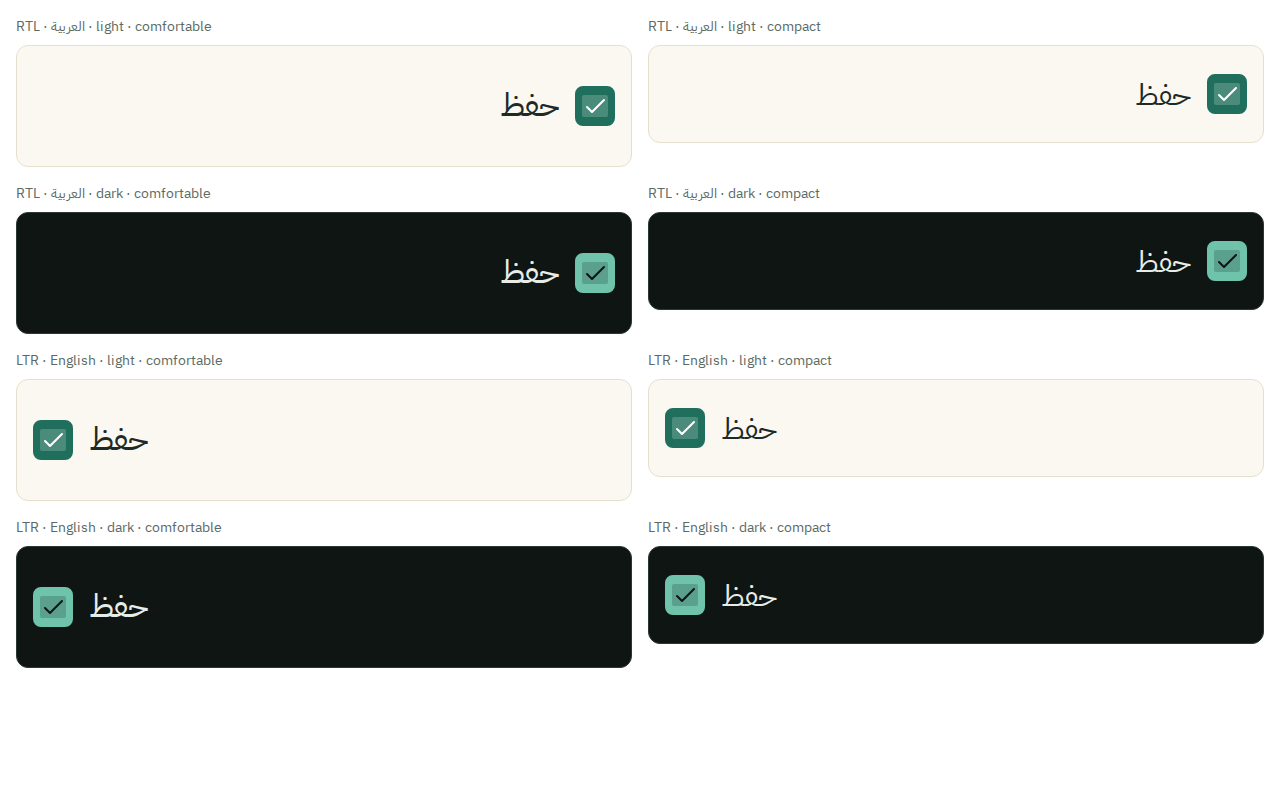 RTL · العربية · light · comfortable
حفظ
RTL · العربية · light · compact
حفظ
RTL · العربية · dark · comfortable
حفظ
RTL · العربية · dark · compact
حفظ
LTR · English · light · comfortable
حفظ
LTR · English · light · compact
حفظ
LTR · English · dark · comfortable
حفظ
LTR · English · dark · compact
حفظ